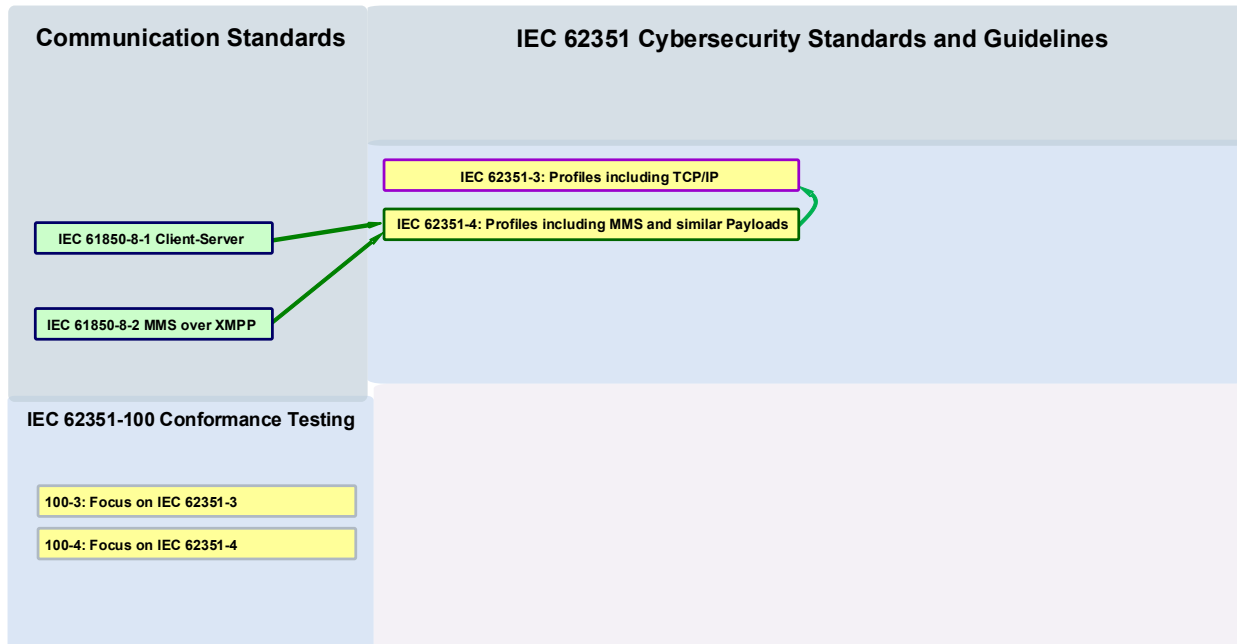 Communication Standards
IEC 62351 Cybersecurity Standards and Guidelines
IEC 62351-3: Profiles including TCP/IP
IEC 62351-4: Profiles including MMS and similar Payloads
IEC 61850-8-1 Client-Server
IEC 61850-8-2 MMS over XMPP
IEC 62351-100 Conformance Testing
100-3: Focus on IEC 62351-3
100-4: Focus on IEC 62351-4